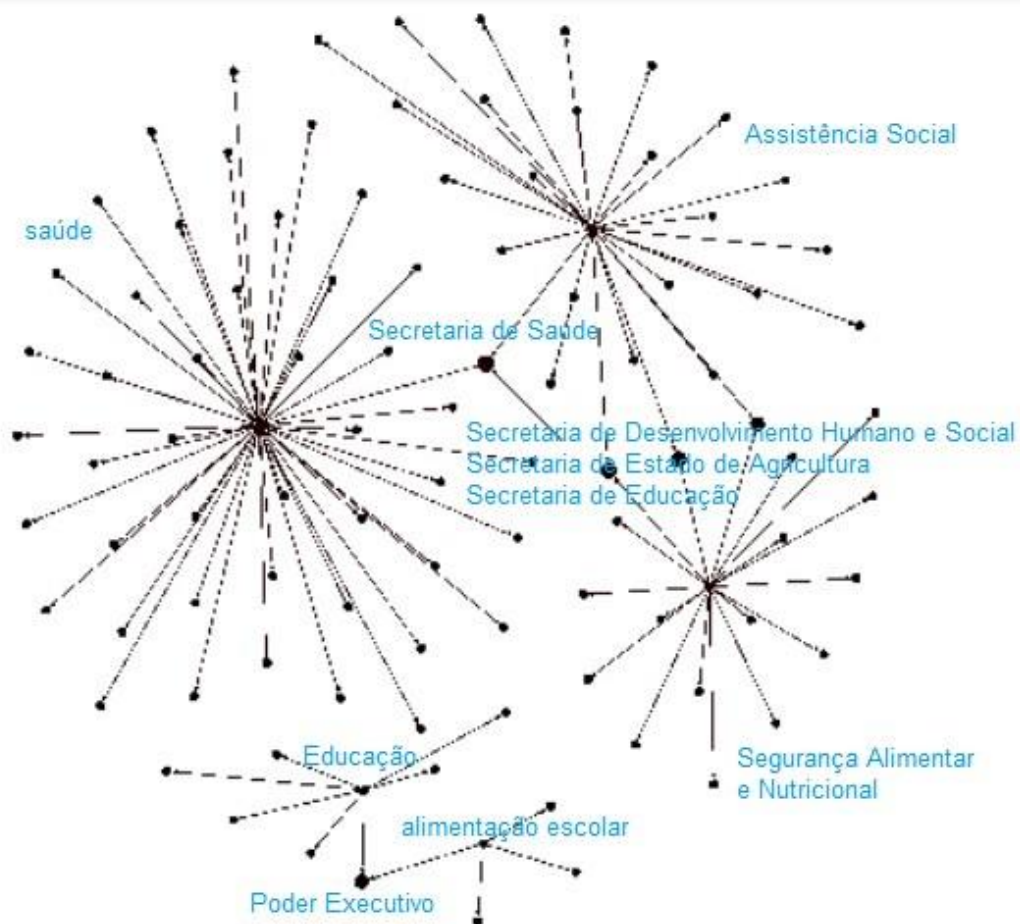 Assistência Social
saúde
Secretaria de Saúde
Secretaria de Desenvolvimento Humano e Social
Secretaria de Estado de Agricultura
Secretaria de Educação
Segurança Alimentar
e Nutricional
Educação
alimentação escolar
Poder Executivo